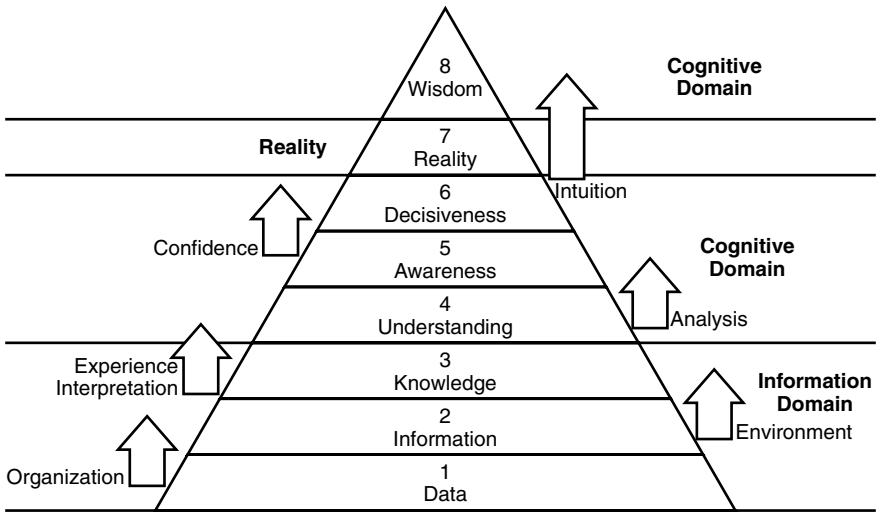 8
Wisdom
Cognitive
Domain
Reality
7
Reality
Intuition
6
Decisiveness
Confidence
5
Awareness
Cognitive
Domain
4
Understanding
Analysis
Experience
Interpretation
3
Knowledge
Information
Domain
2
Information
Environment
Organization
1
Data